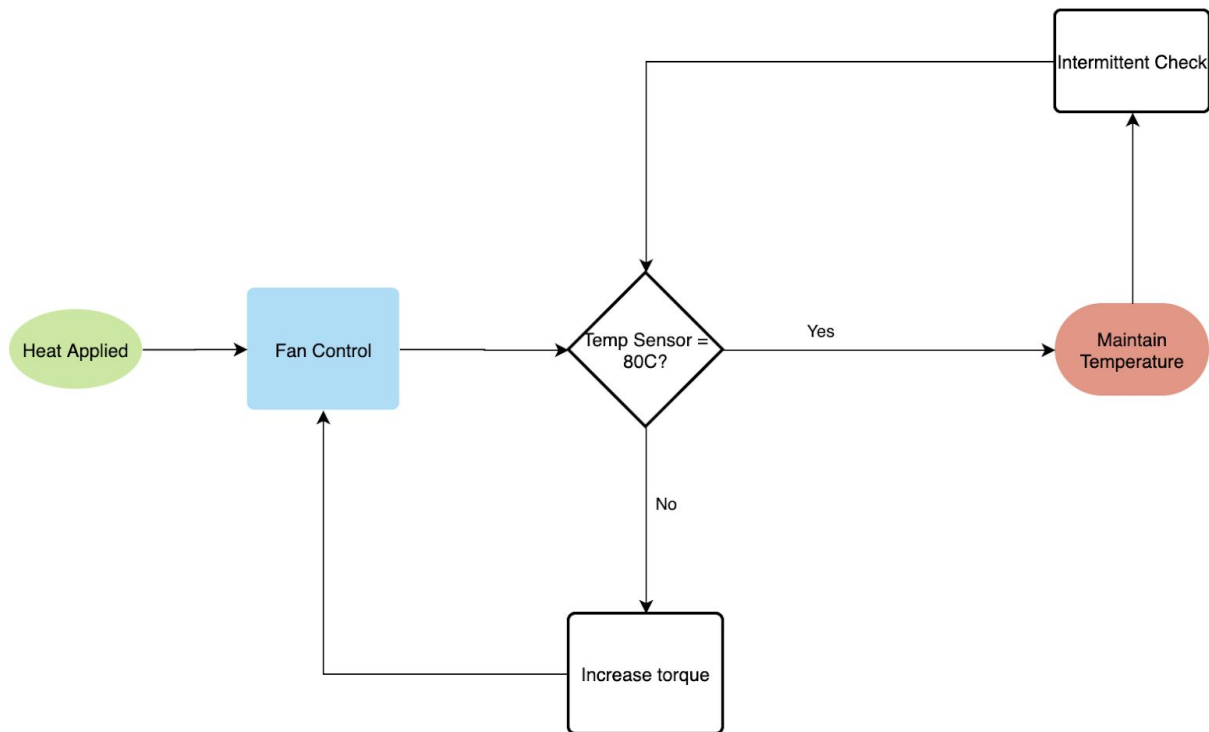 Intermittent Check
Heat Applied
Fan Control
Temp Sensor =
80C?
Yes
Maintain
Temperature
No
Increase torque